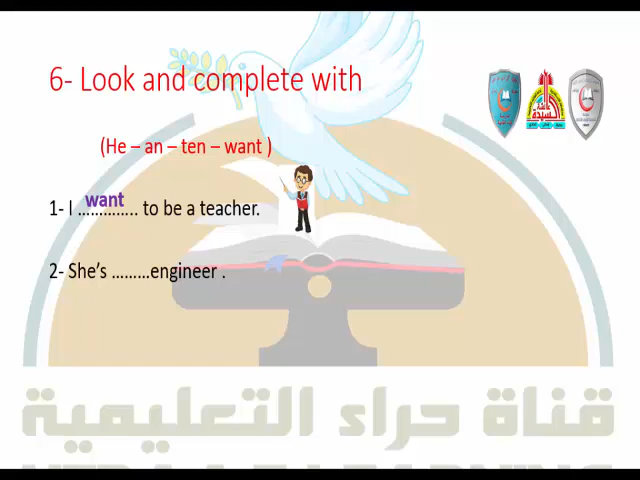 6- Look and complete with
(He – an – ten – want )
want
1- I ………….. to be a teacher.
2- She's ………engineer .
قناة حراء التعليمية